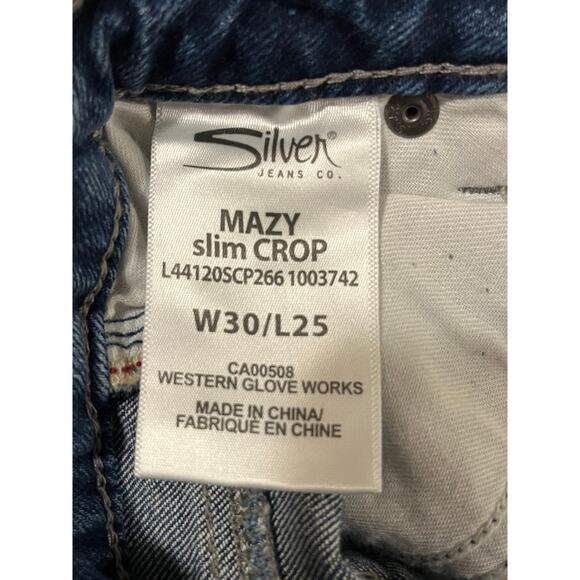 Silver®
JEANS CO.
MAZY
slim CROP
L44120SCP266 1003742
W30/L25
CA00508
WESTERN GLOVE WORKS
MADE IN CHINA/
FABRIQUÉ EN CHINE